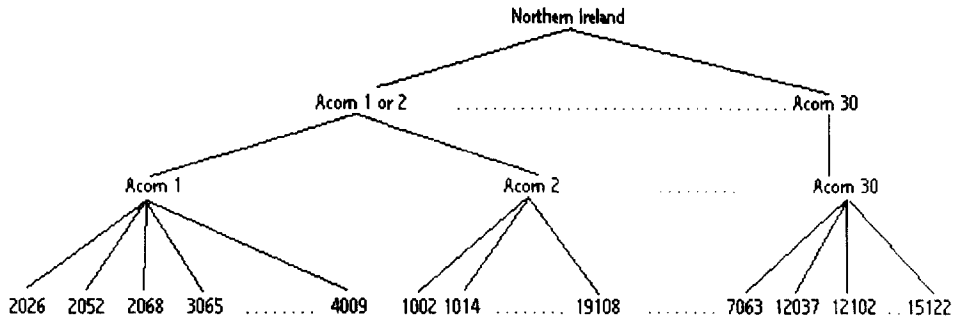 Northern Ireland
Acorn 1 or 2 ........................ Acorn 30
Acorn 1 Acorn 2 ......... Acorn 30
2026 2052 2068 3065 ........ 4009 1002 1014 ........ 19108 ........ 7063 12037 12102 .. 15122